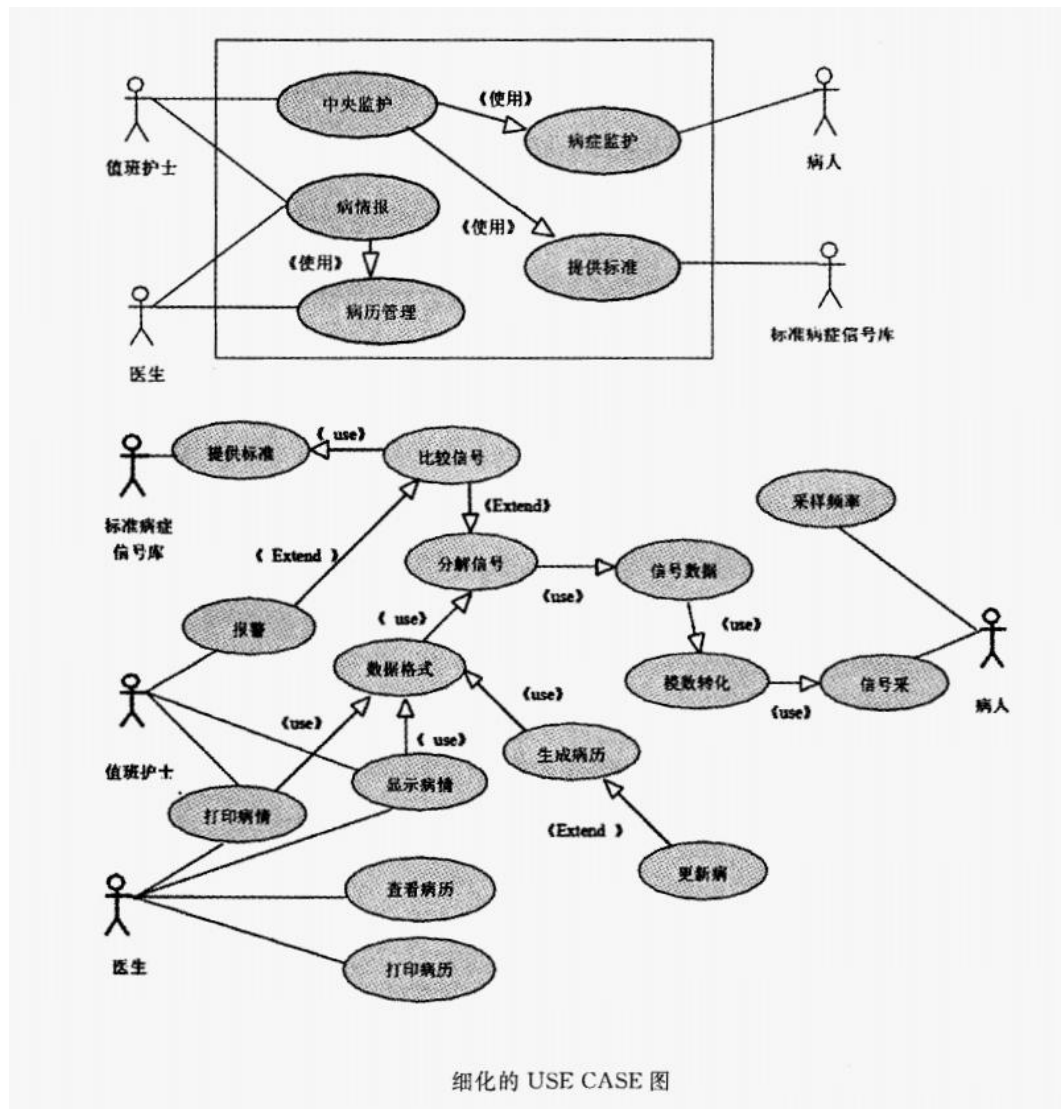 中央监护
《使用》
病症监护
值班护士
病人
病情报
《使用》
《使用》
提供标准
病历管理
标准病症信号库
医生
提供标准
《 use》
比较信号
采样频率
标准病症
信号库
《Extend》
《 Extend 》
分解信号
信号数据
《use》
报警
《 use》
《use》
数据格式
模数转化
信号采
《use》
病人
《use》
《use》
《 use》
生成病历
值班护士
显示病情
打印病情
《Extend 》
更新病
查看病历
医生
打印病历
细化的 USE CASE 图